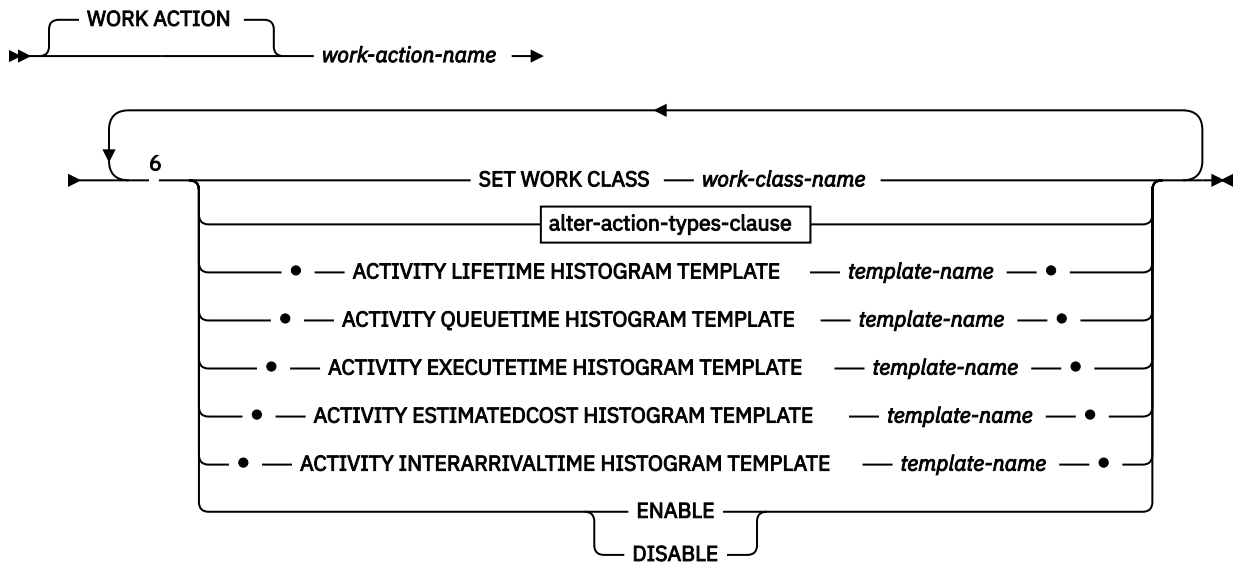 WORK ACTION
work-action-name
6
SET WORK CLASS work-class-name
alter-action-types-clause
ACTIVITY LIFETIME HISTOGRAM TEMPLATE template-name
ACTIVITY QUEUETIME HISTOGRAM TEMPLATE template-name
ACTIVITY EXECUTETIME HISTOGRAM TEMPLATE template-name
ACTIVITY ESTIMATEDCOST HISTOGRAM TEMPLATE template-name
ACTIVITY INTERARRIVALTIME HISTOGRAM TEMPLATE template-name
ENABLE
DISABLE